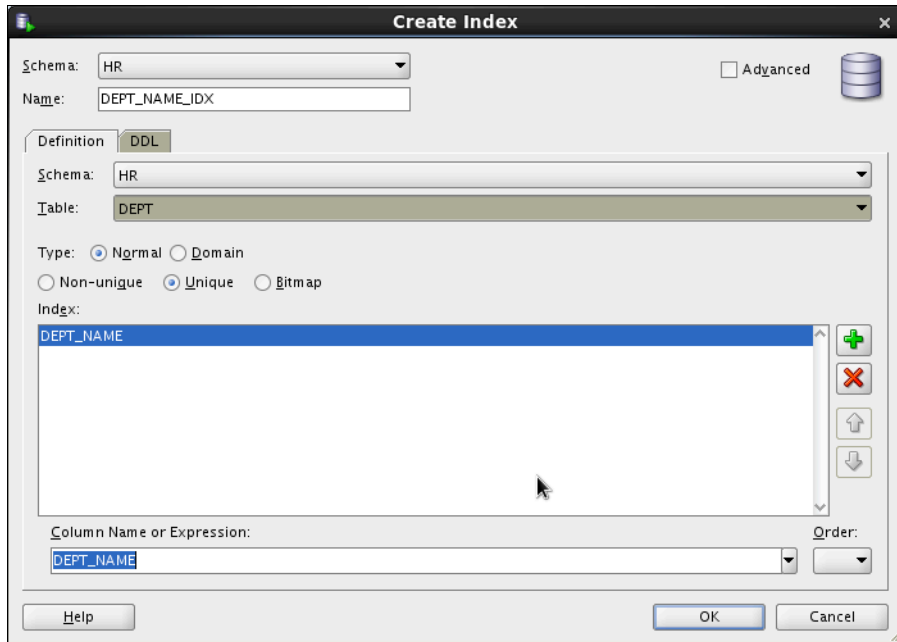 Create Index
Schema: HR
Advanced
Name: DEPT_NAME_IDX
Definition DDL
Schema: HR
Table: DEPT
Type: Normal Domain
Non-unique Unique Bitmap
Index:
DEPT_NAME
Column Name or Expression: Order:
DEPT_NAME
Help OK Cancel